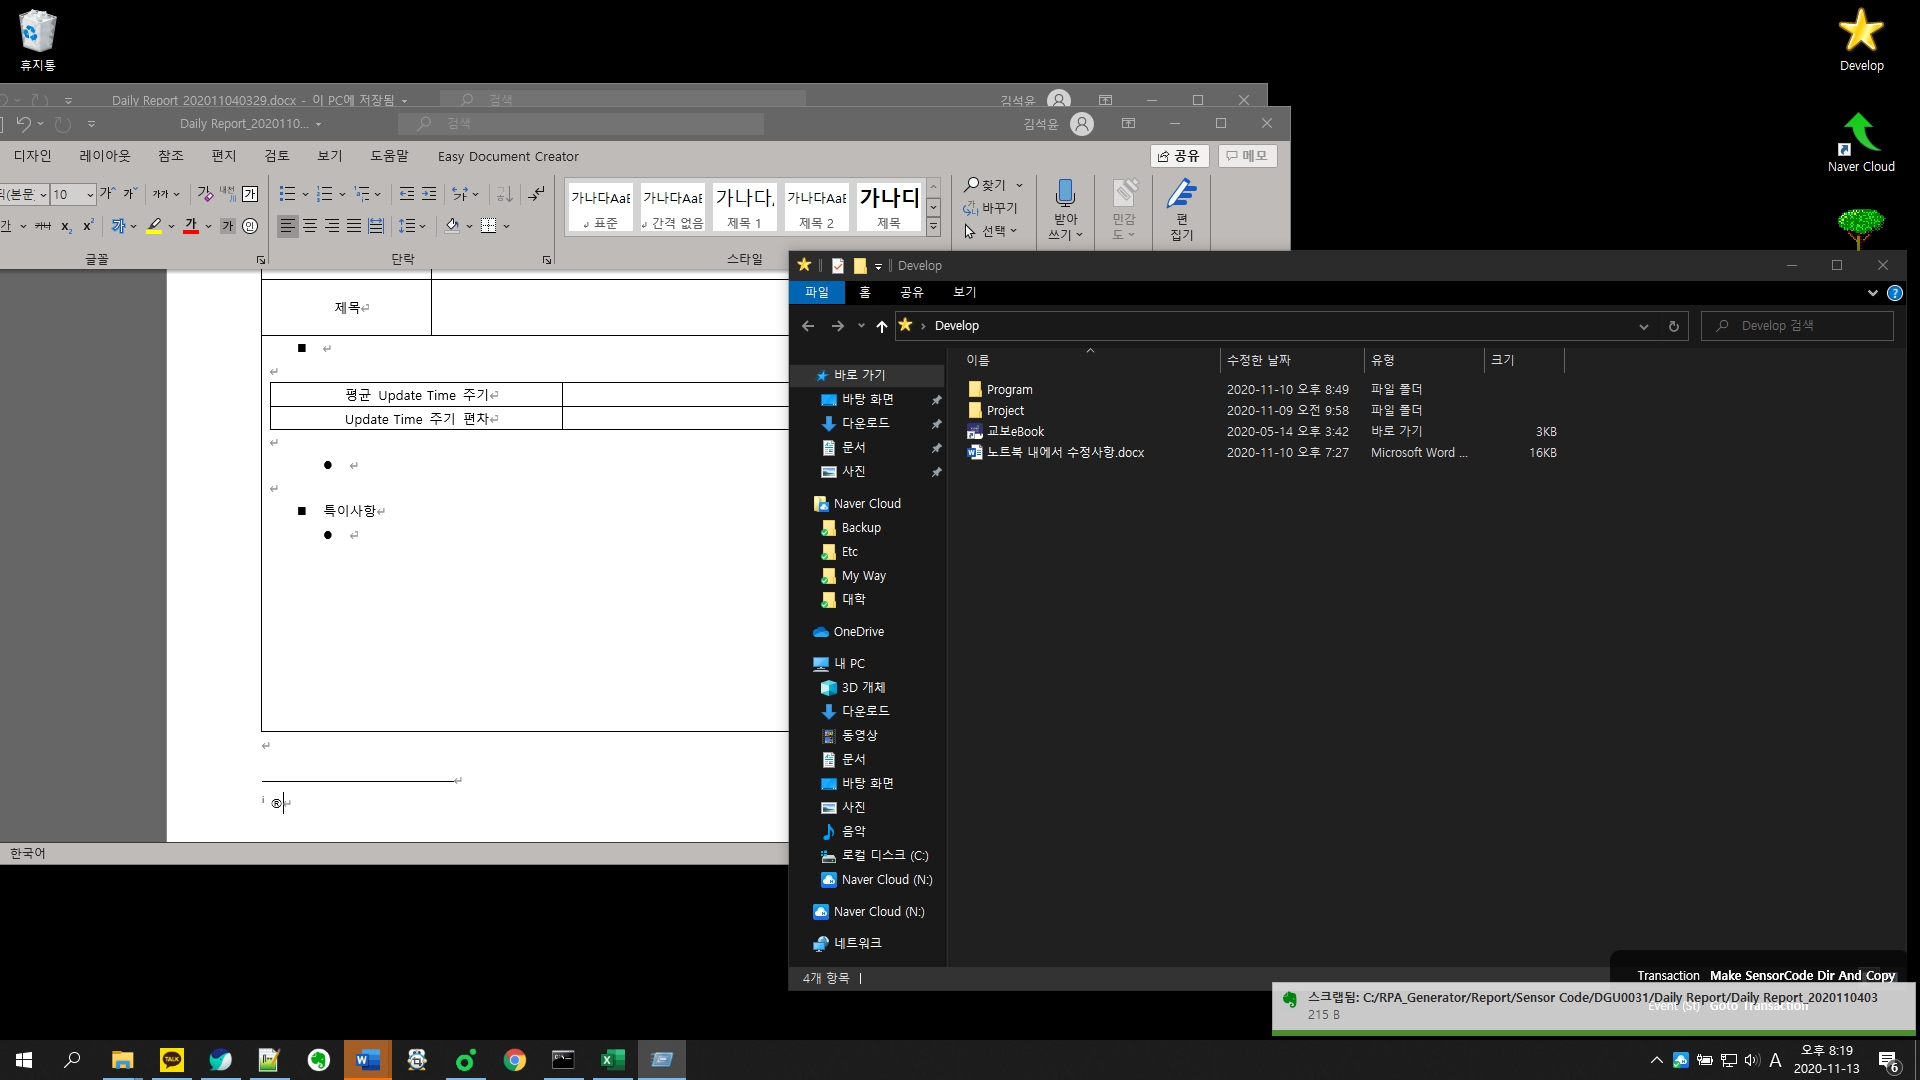 휴지통
Develop
Naver Cloud
Daily Report_202011040329.docx - 이 PC에 저장됨
검색
김석윤
Daily Report_2020110...
검색
김석윤
디자인 레이아웃 참조 편지 검토 보기 도움말 Easy Document Creator
공유 메모
10
가나다AaB 가나다AaB 가나다 가나다AaB 가나다
표준 간격 없음 제목 1 제목 2 제목
찾기
바꾸기
선택
받아
쓰기
민감
도
편
집기
글꼴 단락 스타일
제목
평균 Update Time 주기
Update Time 주기 편차
특이사항
i ®
한국어
Develop
파일 홈 공유 보기
Develop
Develop 검색
이름 수정한 날짜 유형 크기
Program 2020-11-10 오후 8:49 파일 폴더
Project 2020-11-09 오전 9:58 파일 폴더
교보eBook 2020-05-14 오후 3:42 바로 가기 3KB
노트북 내에서 수정사항.docx 2020-11-10 오후 7:27 Microsoft Word ... 16KB
바로 가기
바탕 화면
다운로드
문서
사진
Naver Cloud
Backup
Etc
My Way
대학
OneDrive
내 PC
3D 개체
다운로드
동영상
문서
바탕 화면
사진
음악
로컬 디스크 (C:)
Naver Cloud (N:)
Naver Cloud (N:)
네트워크
4개 항목
Transaction Make SensorCode Dir And Copy
스크랩됨: C:/RPA_Generator/Report/Sensor Code/DGU0031/Daily Report/Daily Report_2020110403
Event (St) Goto Transaction
215 B
TALK
A
오후 8:19
2020-11-13
6